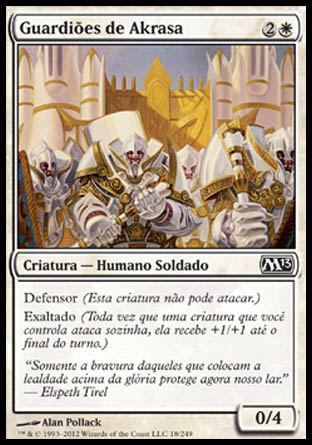 Guardiões de Akrasa 2
Criatura — Humano Soldado M13
Defensor (Esta criatura não pode atacar.)
Exaltado (Toda vez que uma criatura que você
controla ataca sozinha, ela recebe +1/+1 até o
final do turno.)
“Somente a bravura daqueles que colocam a
lealdade acima da glória protege agora nosso lar.”
— Elspeth Tirel
Alan Pollack
™ & © 1993–2012 Wizards of the Coast LLC 18/249
0/4